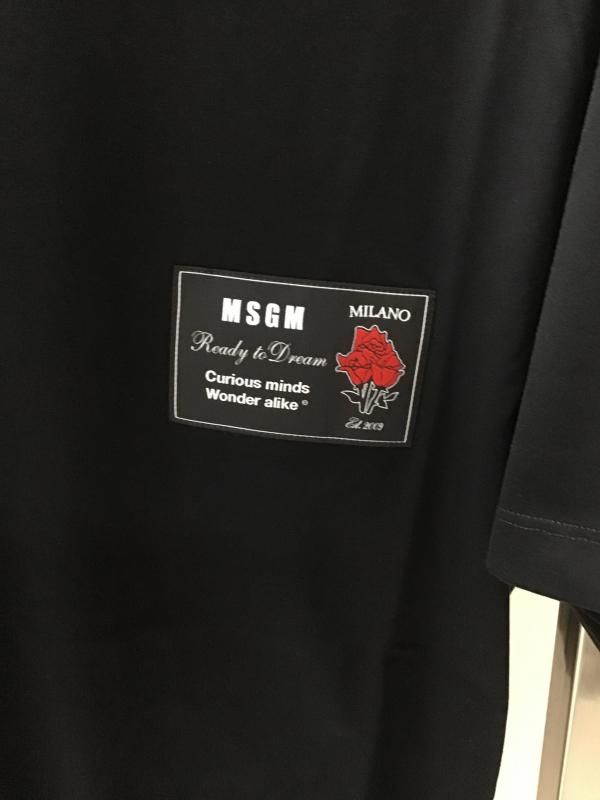 MSGM
MILANO
Ready to Dream
Curious minds
Wonder alike ®
Est. 2009